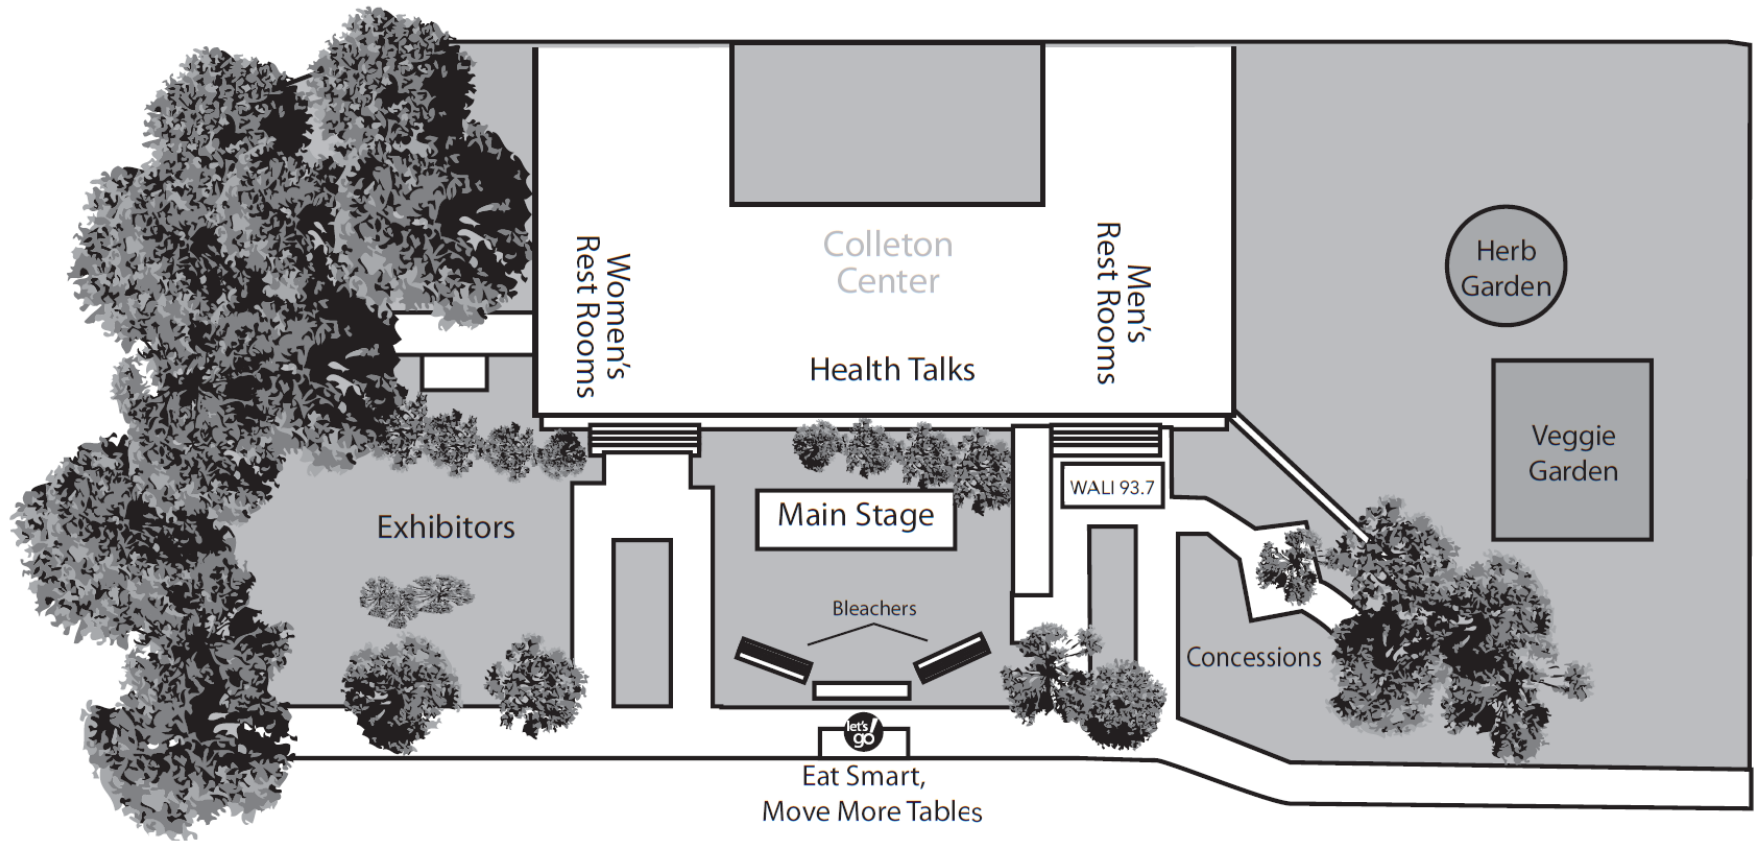 Colleton
Center
Women's
Rest Rooms
Men's
Rest Rooms
Health Talks
Herb
Garden
Veggie
Garden
WALI 93.7
Main Stage
Exhibitors
Bleachers
Concessions
let's
go!
Eat Smart,
Move More Tables